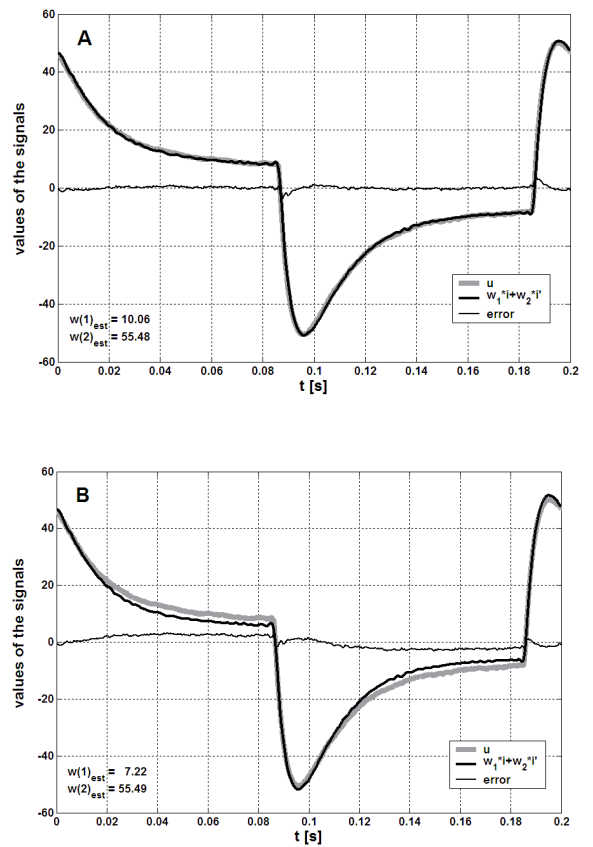 A
60
40
20
0
-20
-40
-60
values of the signals
w(1)est = 10.06
w(2)est = 55.48
u
w1*i+w2*i'
error
0 0.02 0.04 0.06 0.08 0.1 0.12 0.14 0.16 0.18 0.2
t [s]
B
60
40
20
0
-20
-40
-60
values of the signals
w(1)est = 7.22
w(2)est = 55.49
u
w1*i+w2*i'
error
0 0.02 0.04 0.06 0.08 0.1 0.12 0.14 0.16 0.18 0.2
t [s]